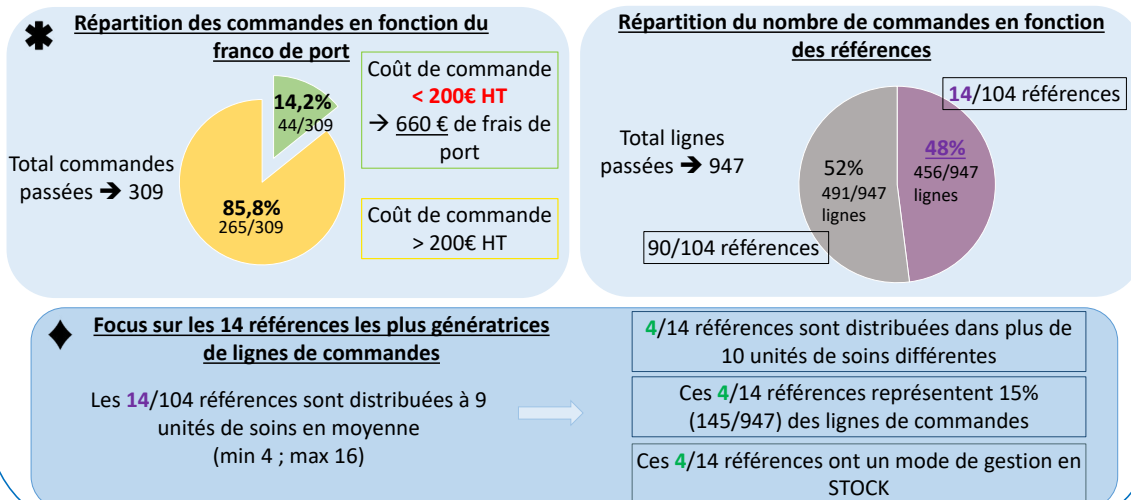 ✱ Répartition des commandes en fonction du
franco de port
Total commandes
passées ➔ 309
14,2%
44/309
85,8%
265/309
Coût de commande
< 200€ HT
→ 660 € de frais de
port
Coût de commande
> 200€ HT
Répartition du nombre de commandes en fonction
des références
Total lignes
passées ➔ 947
14/104 références
48%
456/947
lignes
52%
491/947
lignes
90/104 références
♦ Focus sur les 14 références les plus génératrices
de lignes de commandes
Les 14/104 références sont distribuées à 9
unités de soins en moyenne
(min 4 ; max 16)
4/14 références sont distribuées dans plus de
10 unités de soins différentes
Ces 4/14 références représentent 15%
(145/947) des lignes de commandes
Ces 4/14 références ont un mode de gestion en
STOCK